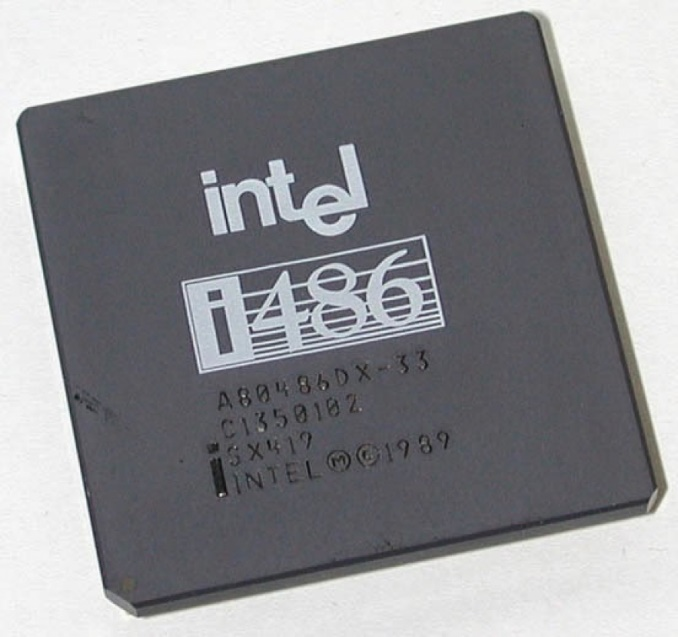 intel
i486
A80486DX-33
C1350102
SX419
INTEL Ⓜ ©1989